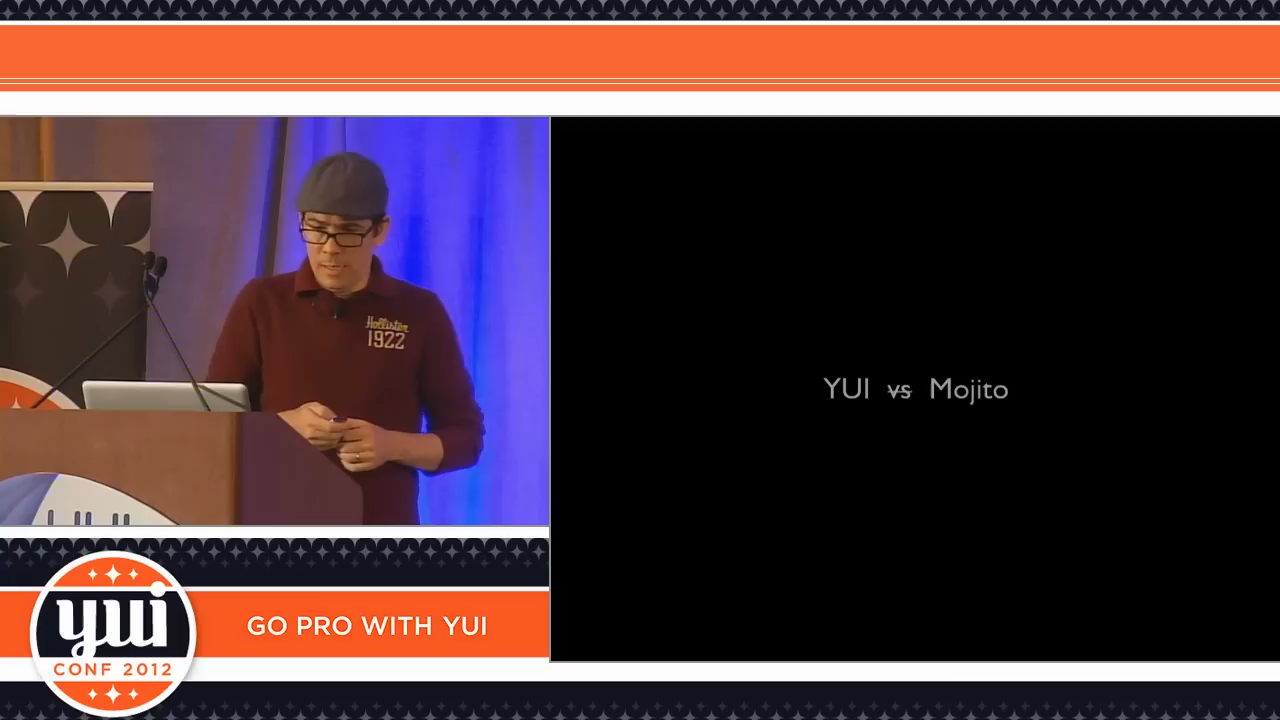 Hollister
1922
YUI vs Mojito
yui
CONF 2012
GO PRO WITH YUI